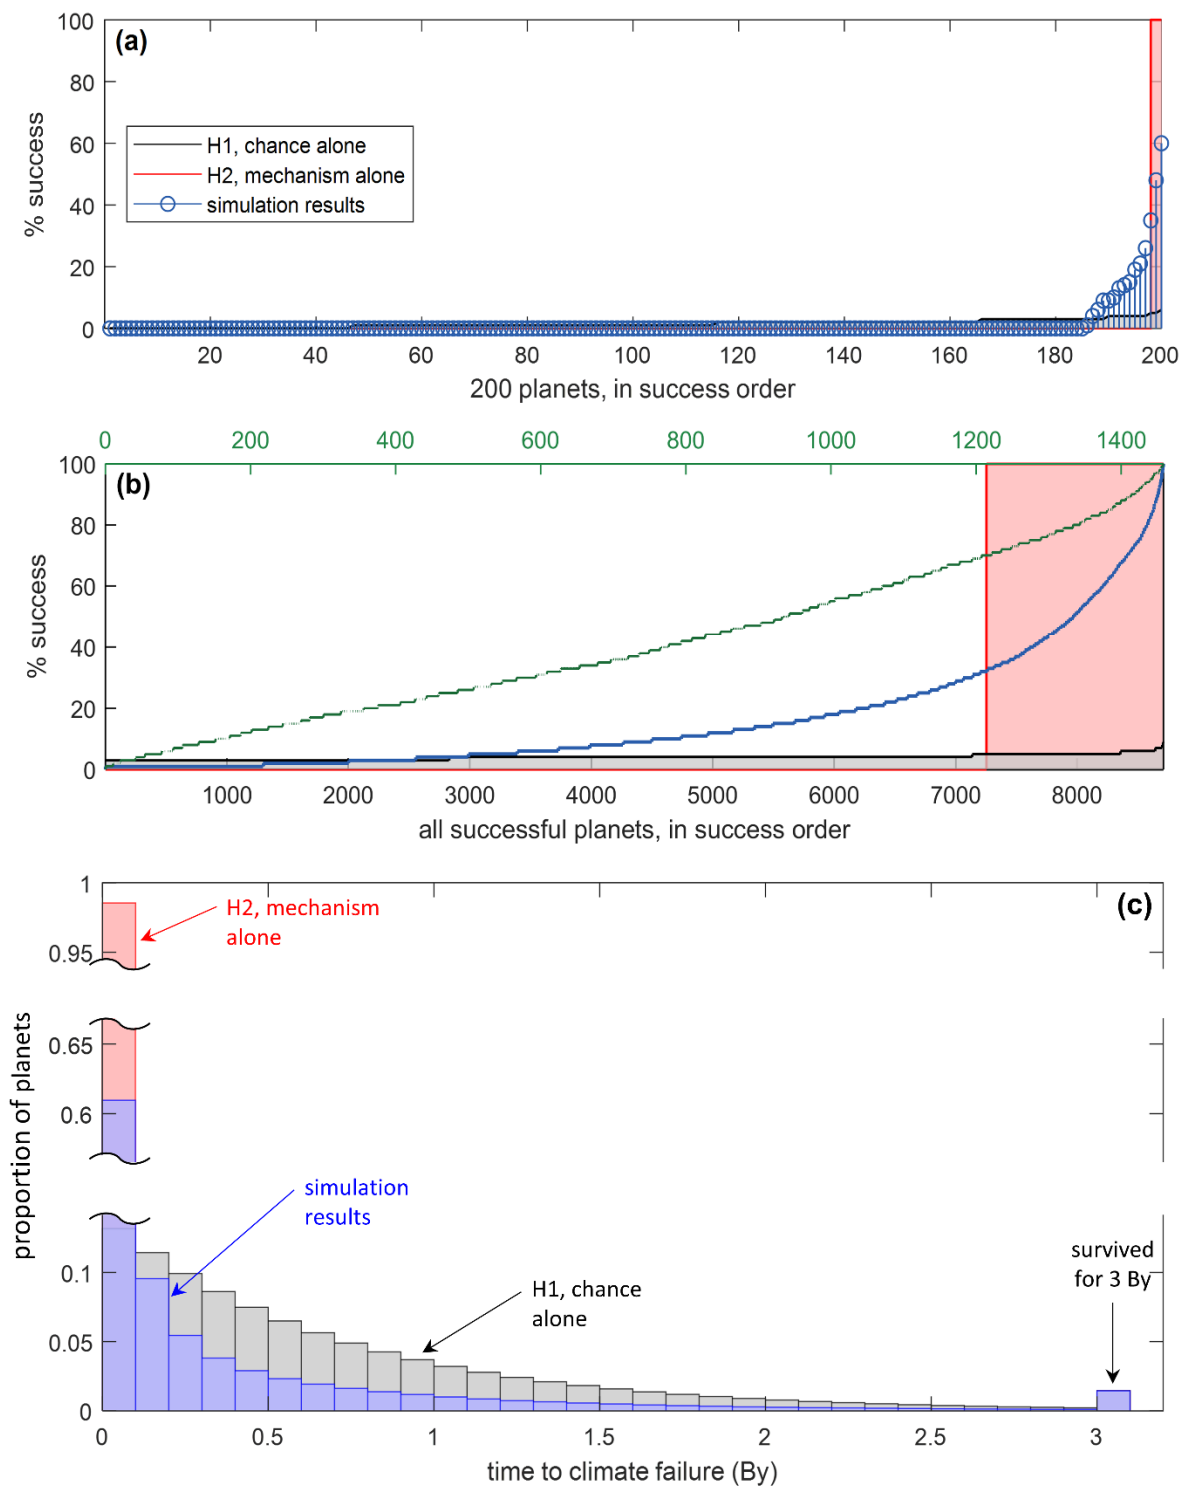 (a)
100
80
60
40
20
0
% success
H1, chance alone
H2, mechanism alone
simulation results
20 40 60 80 100 120 140 160 180 200
200 planets, in success order
0 200 400 600 800 1000 1200 1400
(b)
100
80
60
40
20
0
% success
1000 2000 3000 4000 5000 6000 7000 8000
all successful planets, in success order
(c)
1
0.95
0.65
0.6
0.1
0.05
0
proportion of planets
H2, mechanism
alone
simulation
results
H1, chance
alone
survived
for 3 By
0 0.5 1 1.5 2 2.5 3
time to climate failure (By)